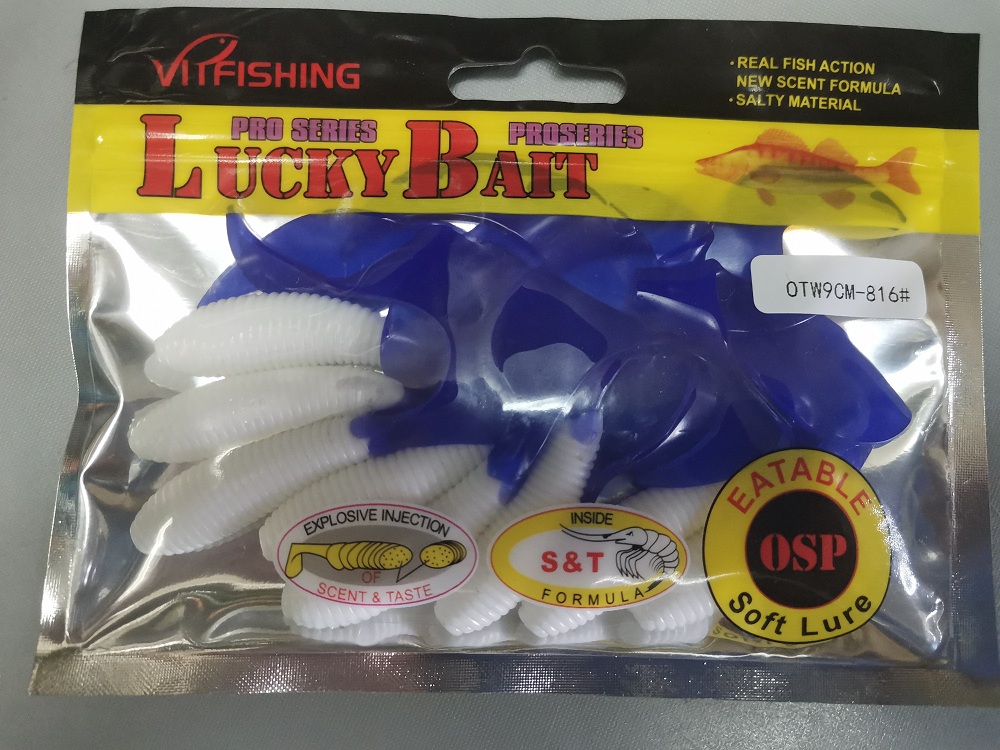 VITFISHING
·REAL FISH ACTION
NEW SCENT FORMULA
·SALTY MATERIAL
PRO SERIES
PROSERIES
LUCKY BAIT
OTW9CM-816#
EATABLE
OSP
Soft Lure
EXPLOSIVE INJECTION
OF
SCENT & TASTE
INSIDE
S&T
FORMULA